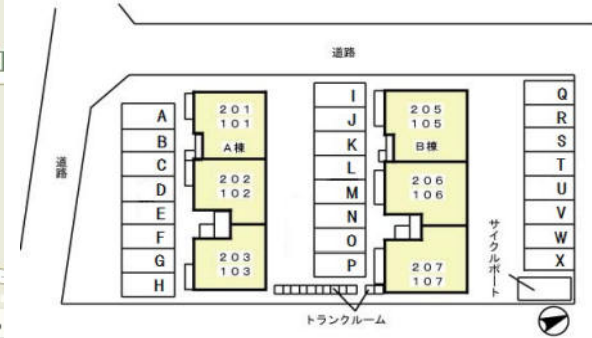 道路
道路
A
B
C
D
E
F
G
H
201
101
A棟
202
102
203
103
I
J
K
L
M
N
O
P
205
105
B棟
206
106
207
107
Q
R
S
T
U
V
W
X
サイクルポート
トランクルーム